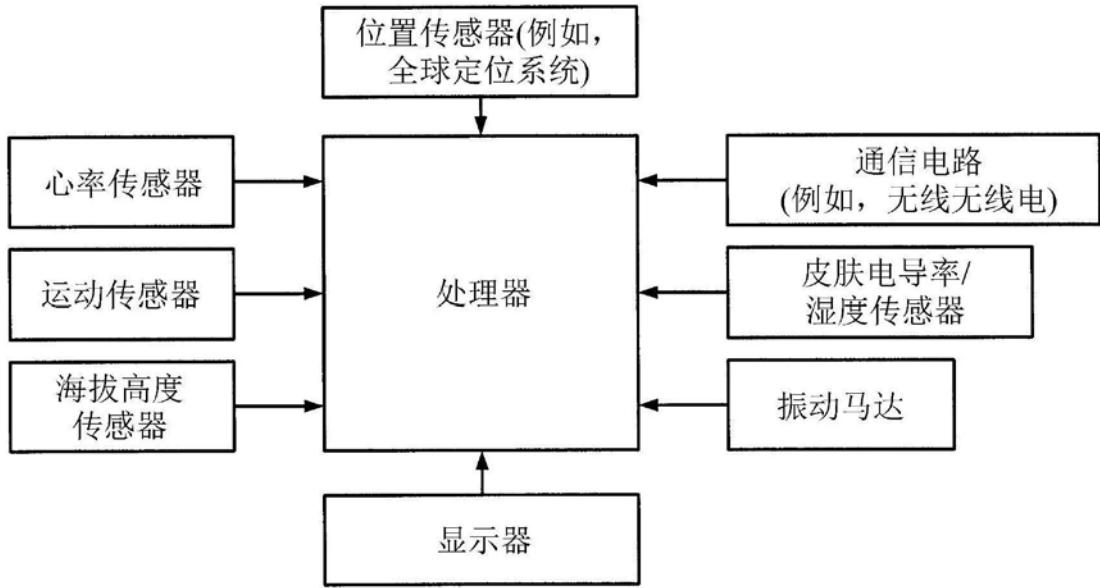 位置传感器(例如，
全球定位系统)
心率传感器
通信电路
(例如，无线无线电)
运动传感器
处理器
皮肤电导率/
湿度传感器
海拔高度
传感器
振动马达
显示器